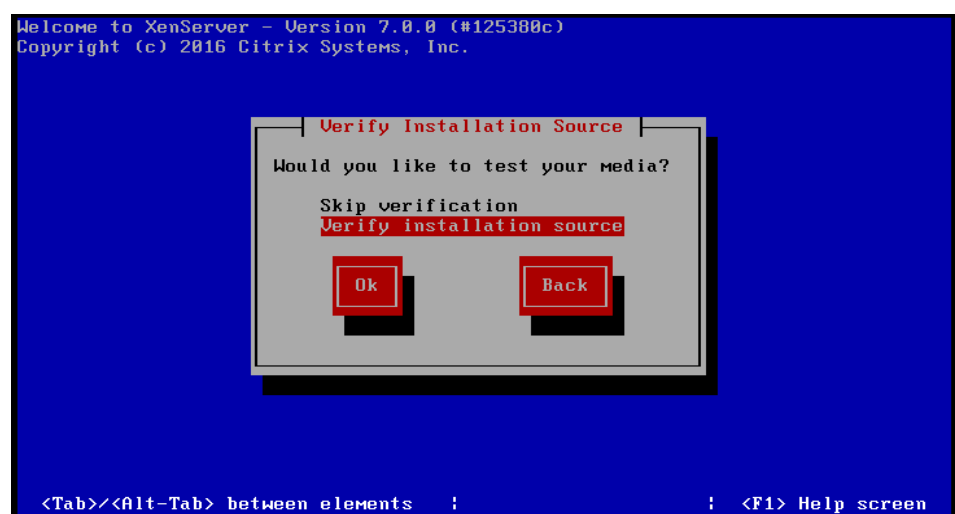 Welcome to XenServer - Version 7.0.0 (#125380c)
Copyright (c) 2016 Citrix Systems, Inc.
Verify Installation Source
Would you like to test your media?
Skip verification
Verify installation source
Ok Back
<Tab>/<Alt-Tab> between elements | | <F1> Help screen